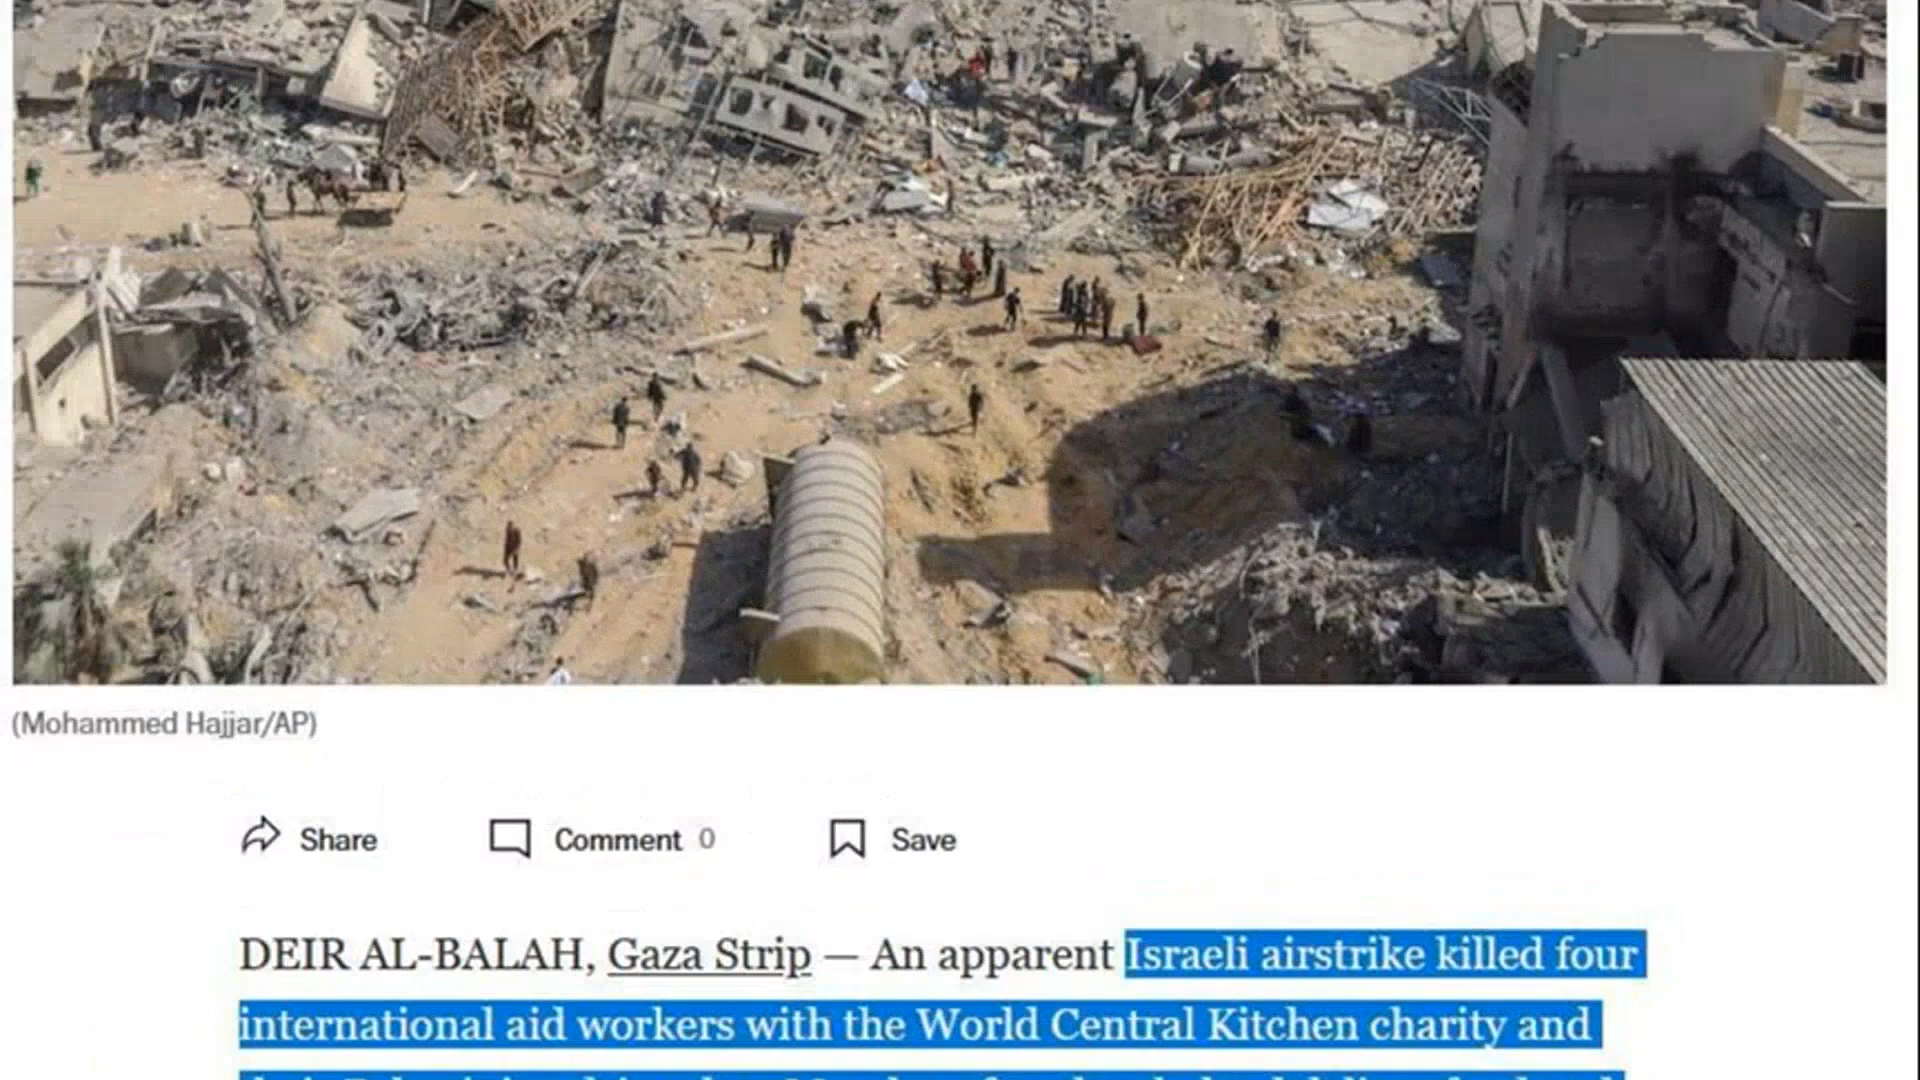 (Mohammed Hajjar/AP)
Share Comment 0 Save
DEIR AL-BALAH, Gaza Strip — An apparent Israeli airstrike killed four
international aid workers with the World Central Kitchen charity and